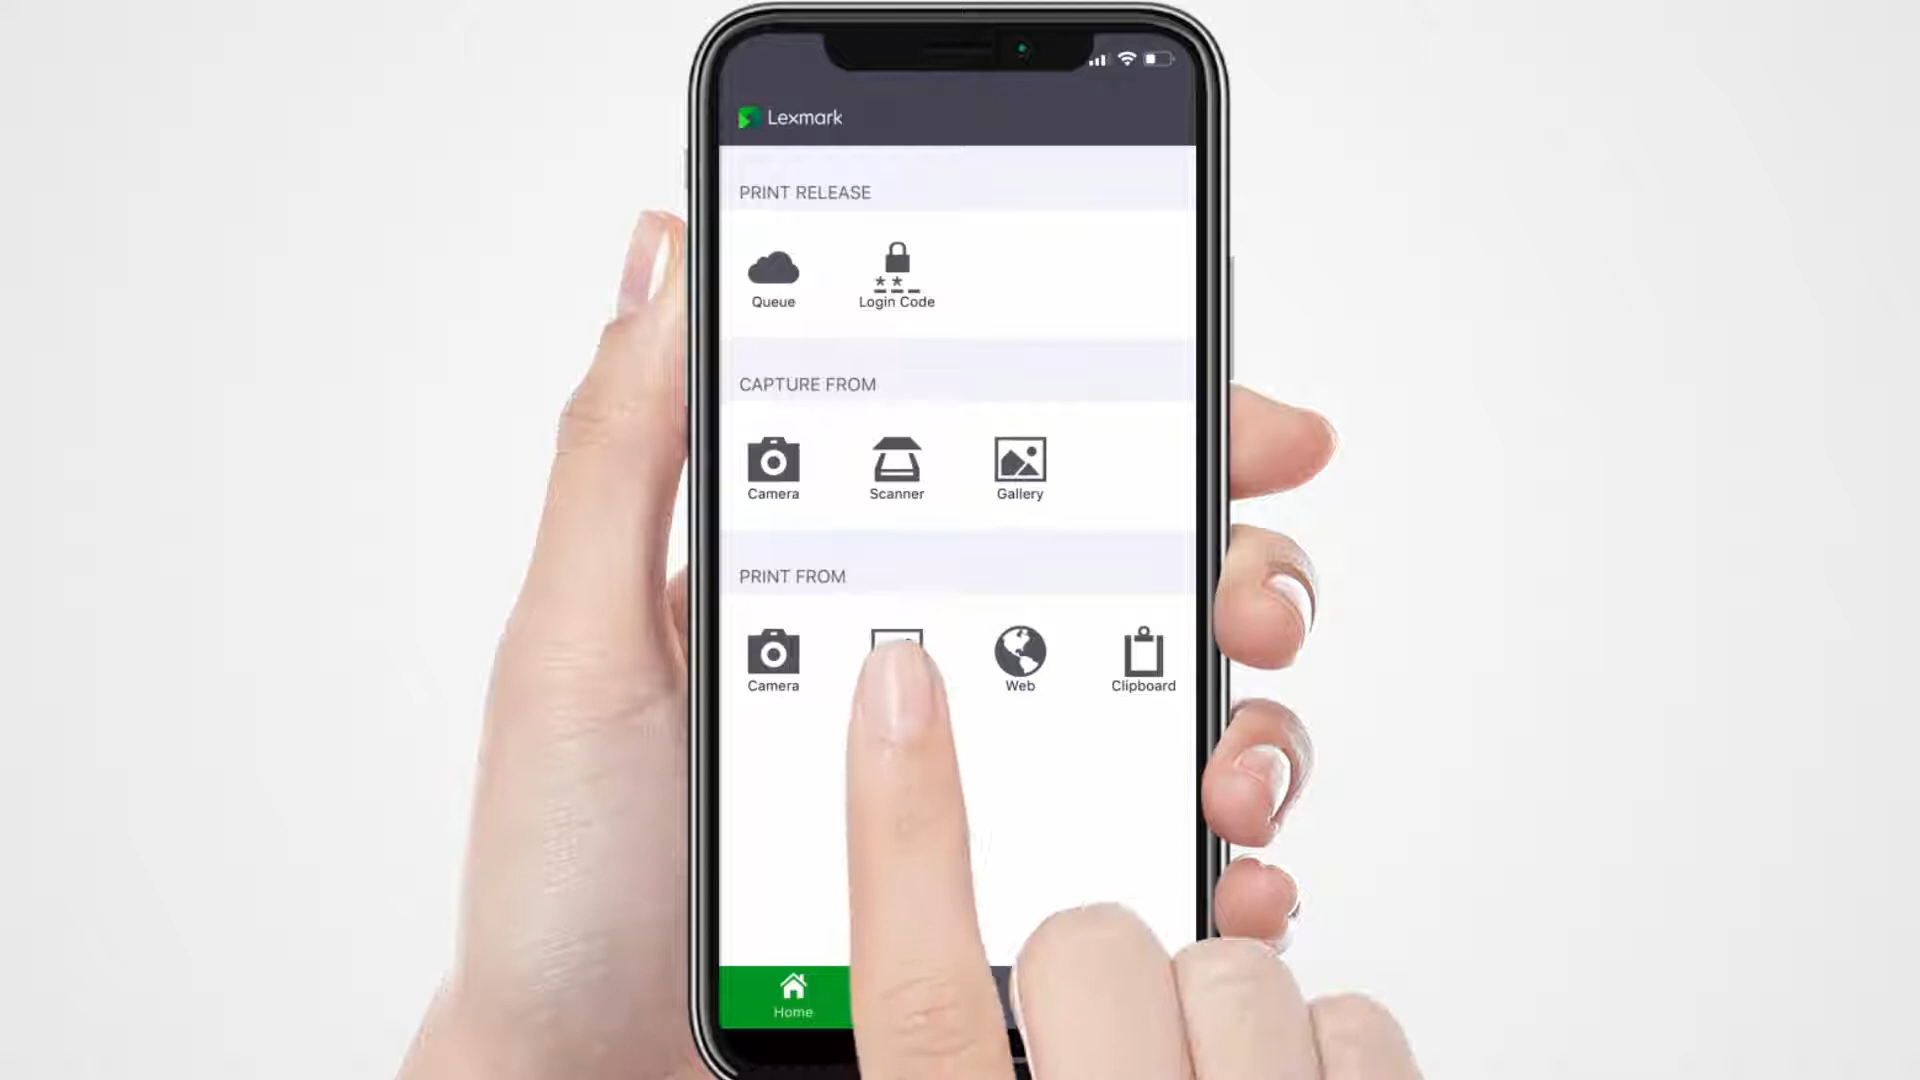 Lexmark
PRINT RELEASE
Queue
Login Code
CAPTURE FROM
Camera
Scanner
Gallery
PRINT FROM
Camera
Web
Clipboard
Home